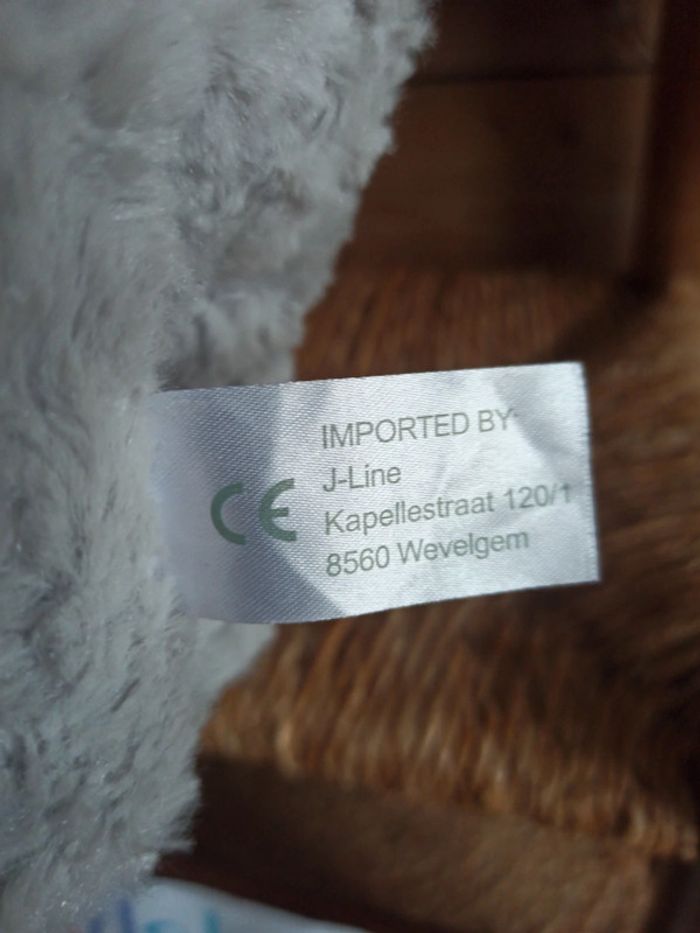 IMPORTED BY:
J-Line
CE
Kapellestraat 120/1
8560 Wevelgem